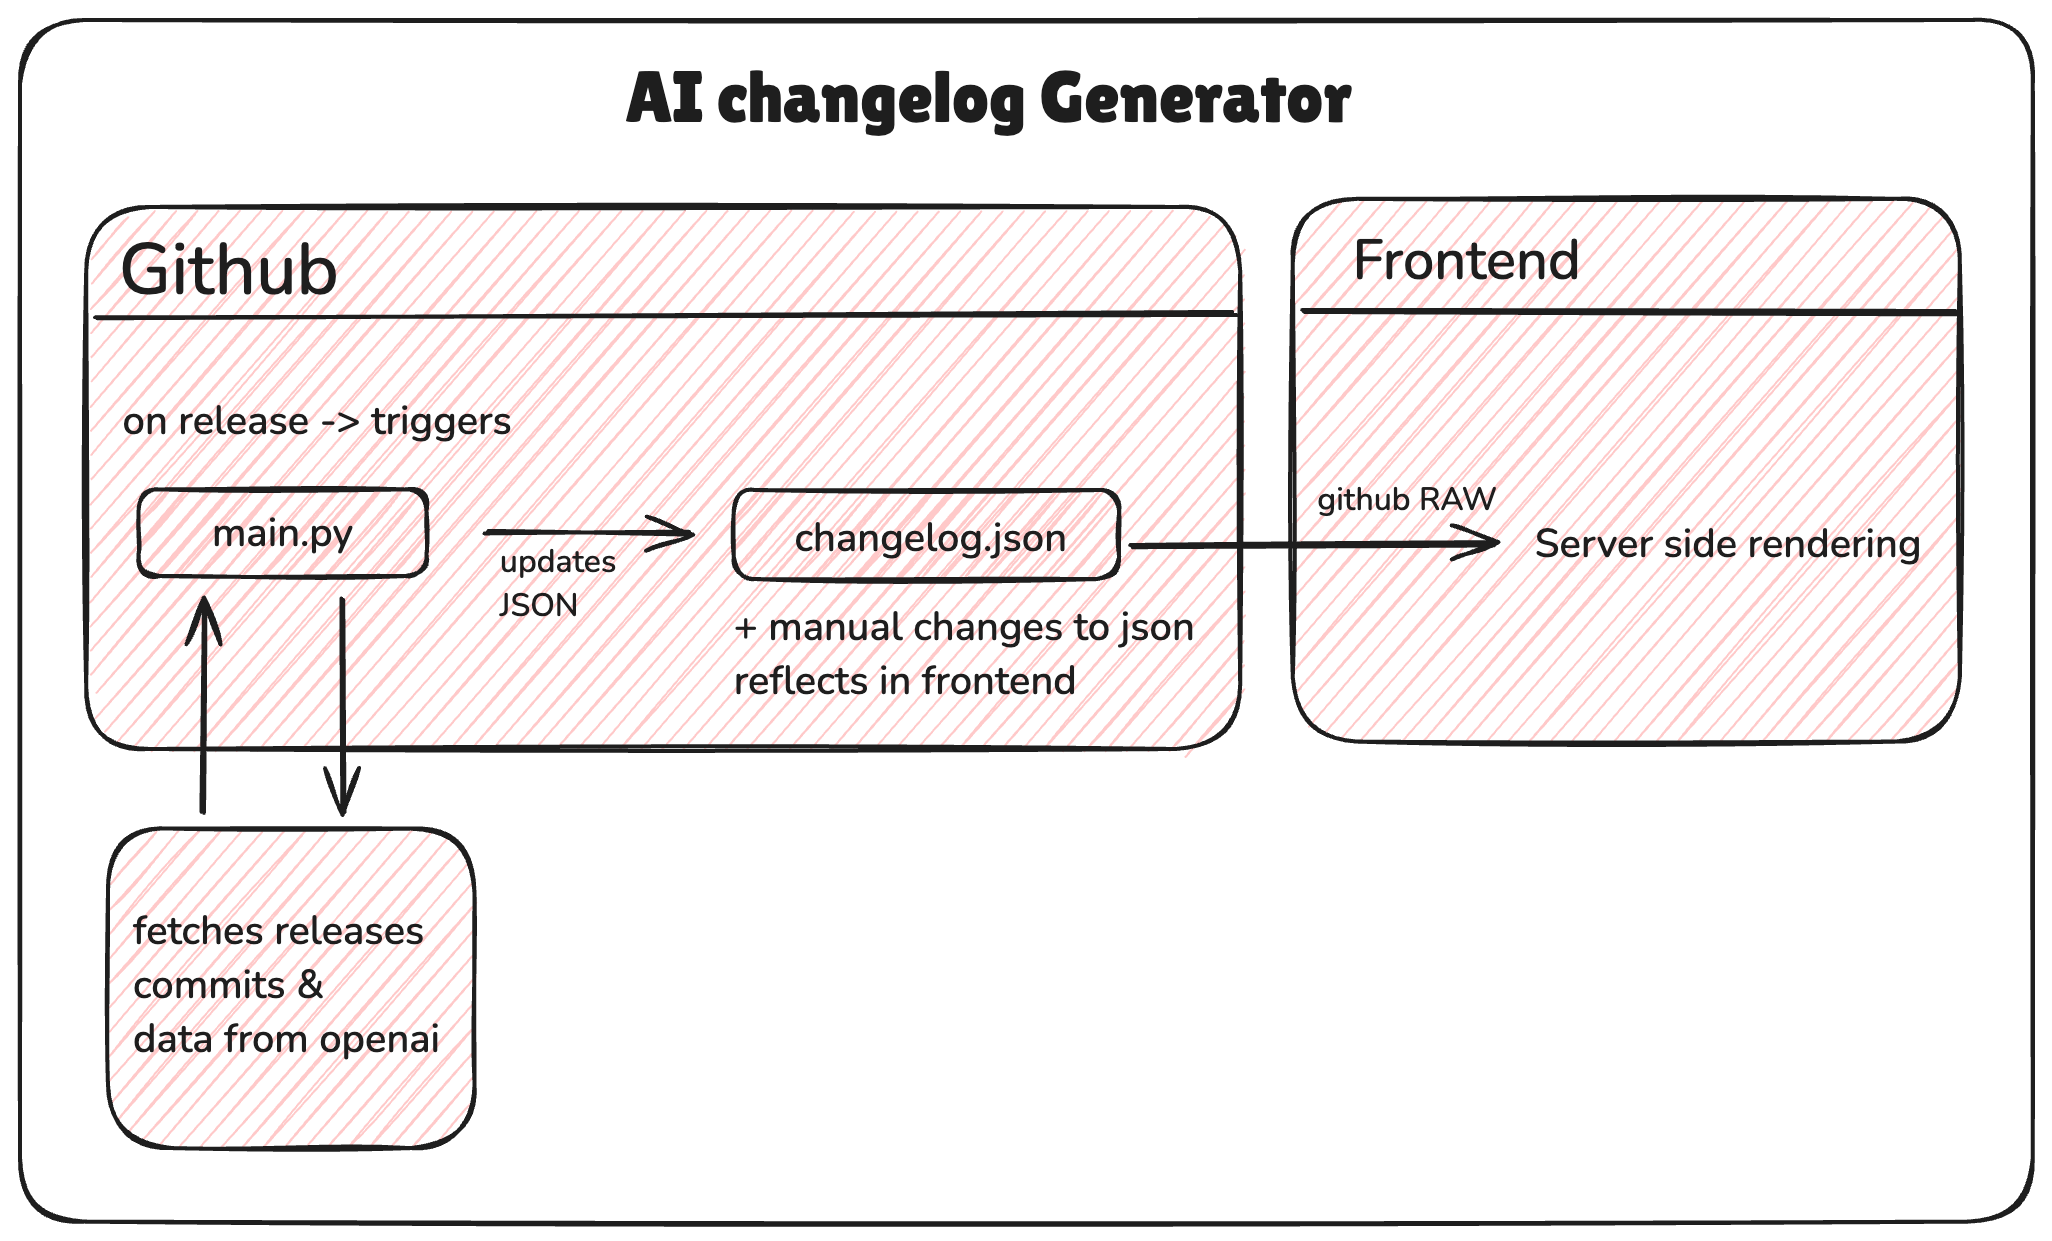 AI changelog Generator
Github
on release -> triggers
main.py
updates
JSON
changelog.json
+ manual changes to json
reflects in frontend
fetches releases
commits &
data from openai
Frontend
github RAW
Server side rendering